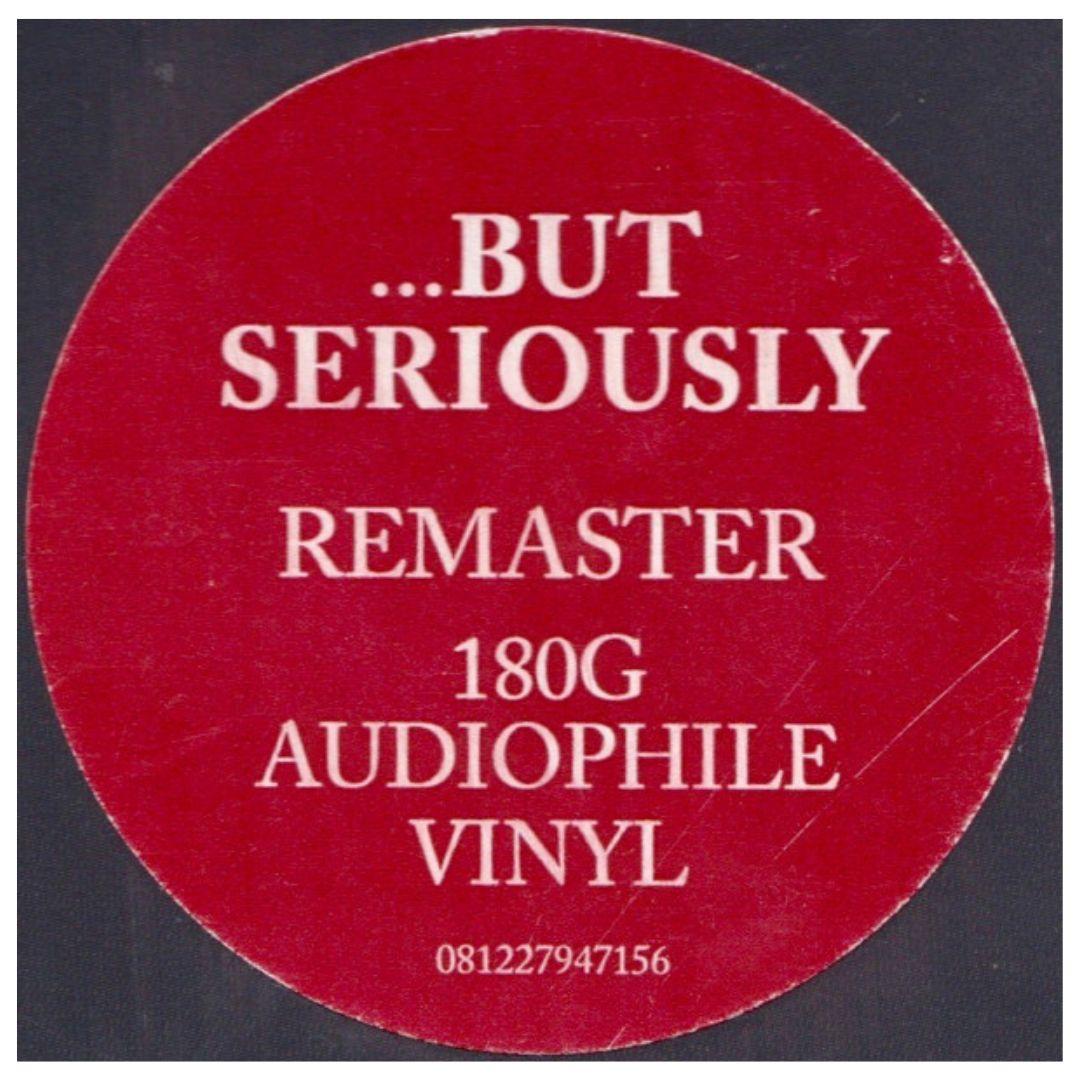 ...BUT
SERIOUSLY
REMASTER
180G
AUDIOPHILE
VINYL
081227947156